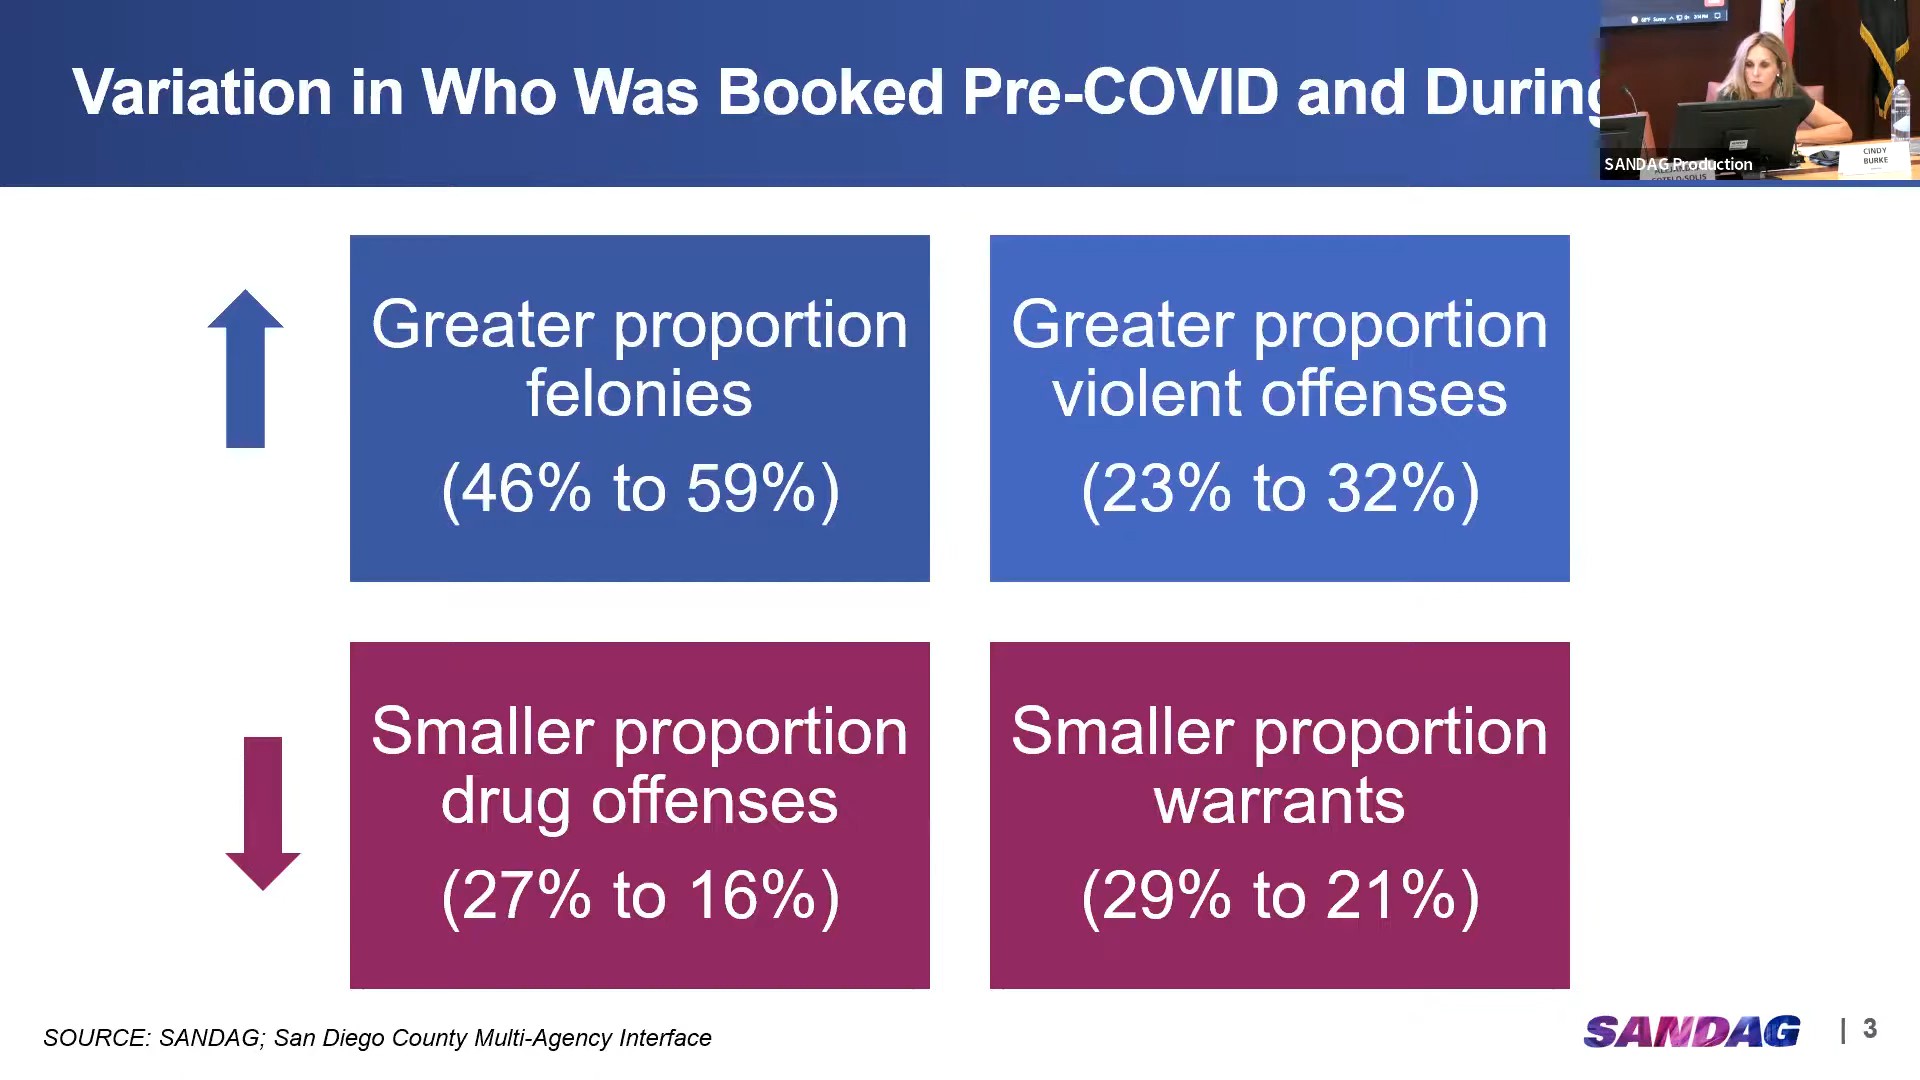 Variation in Who Was Booked Pre-COVID and During
SANDAG Production
CINDY
BURKE
Greater proportion
felonies
(46% to 59%)
Greater proportion
violent offenses
(23% to 32%)
Smaller proportion
drug offenses
(27% to 16%)
Smaller proportion
warrants
(29% to 21%)
SOURCE: SANDAG; San Diego County Multi-Agency Interface
SANDAG
| 3